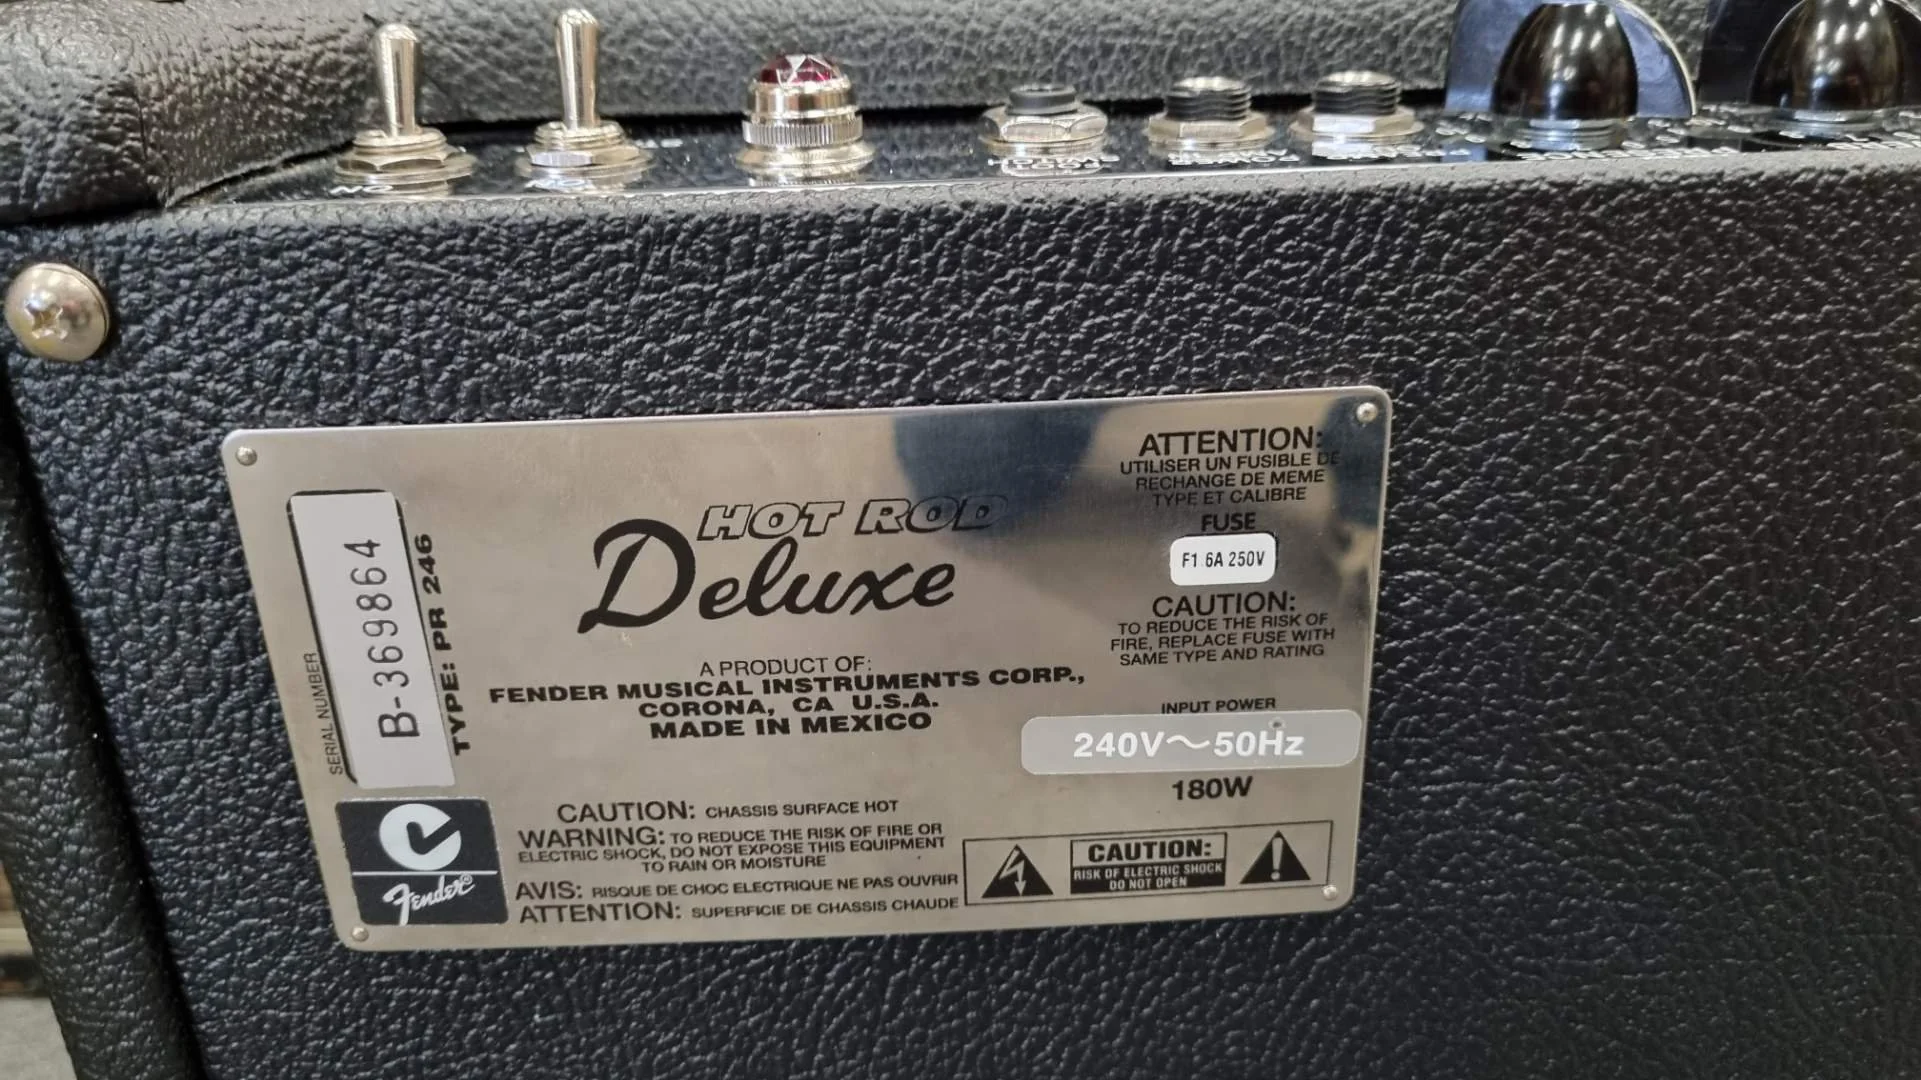 ON
FOOT
SWITCH
POWER
SERIAL NUMBER
B-369864
TYPE: PR 246
HOT ROD
Deluxe
A PRODUCT OF:
FENDER MUSICAL INSTRUMENTS CORP.,
CORONA, CA U.S.A.
MADE IN MEXICO
ATTENTION:
UTILISER UN FUSIBLE DE
RECHANGE DE MEME
TYPE ET CALIBRE
FUSE
F1.6A 250V
CAUTION:
TO REDUCE THE RISK OF
FIRE, REPLACE FUSE WITH
SAME TYPE AND RATING
INPUT POWER
240V～50Hz
180W
Fender®
CAUTION: CHASSIS SURFACE HOT
WARNING: TO REDUCE THE RISK OF FIRE OR
ELECTRIC SHOCK, DO NOT EXPOSE THIS EQUIPMENT
TO RAIN OR MOISTURE
AVIS: RISQUE DE CHOC ELECTRIQUE NE PAS OUVRIR
ATTENTION: SUPERFICIE DE CHASSIS CHAUDE
CAUTION:
RISK OF ELECTRIC SHOCK
DO NOT OPEN